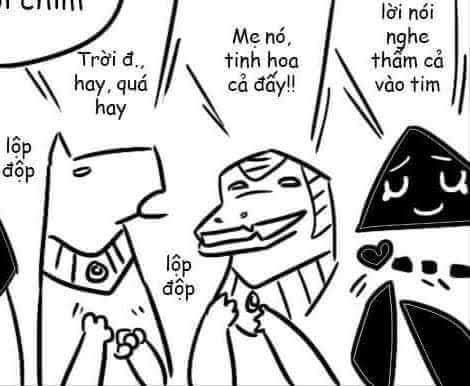 Trời đ.,
hay, quá
hay
Mẹ nó,
tinh hoa
cả đấy!!
lời nói
nghe
thấm cả
vào tim
lộp
độp
lộp
độp